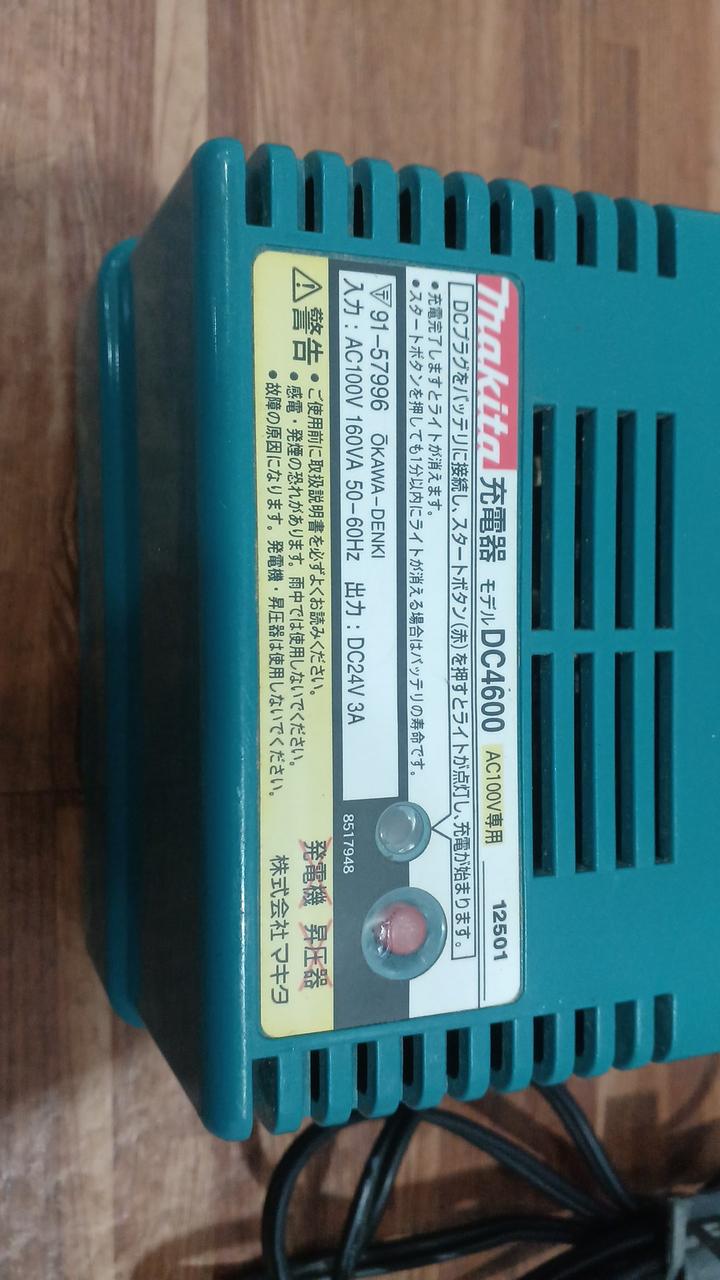 makita 充電器 モデル DC4600 AC100V専用 12501
DCプラグをバッテリに接続し、スタートボタン(赤)を押すとライトが点灯し、充電が始まります。
●充電完了しますとライトが消えます。
●スタートボタンを押しても1分以内にライトが消える場合はバッテリの寿命です。
▽T 91-57996 ŌKAWA-DENKI
入力：AC100V 160VA 50-60Hz 出力：DC24V 3A
8517948
⚠警告
●ご使用前に取扱説明書を必ずよくお読みください。
●感電・発煙の恐れがあります。雨中では使用しないでください。
●故障の原因になります。発電機・昇圧器は使用しないでください。
発電機 昇圧器
株式会社マキタ